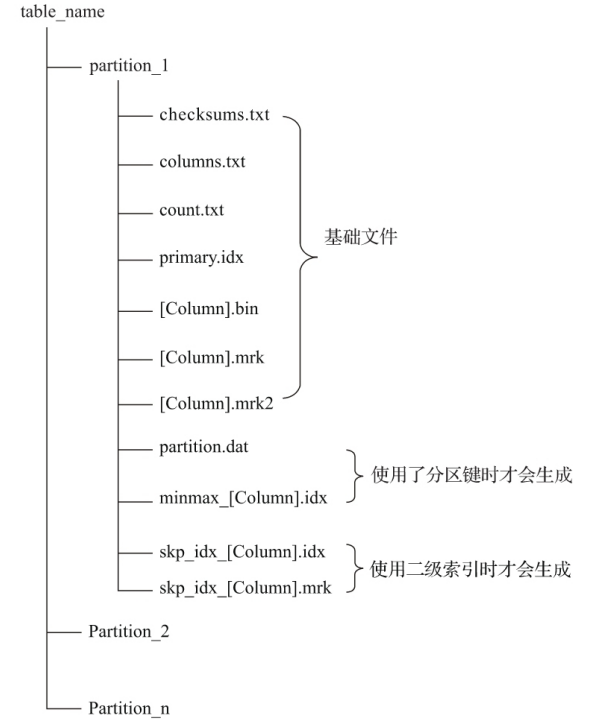 table_name
partition_1
checksums.txt
columns.txt
count.txt
基础文件
primary.idx
[Column].bin
[Column].mrk
[Column].mrk2
partition.dat
使用了分区键时才会生成
minmax_[Column].idx
skp_idx_[Column].idx
使用二级索引时才会生成
skp_idx_[Column].mrk
Partition_2
Partition_n